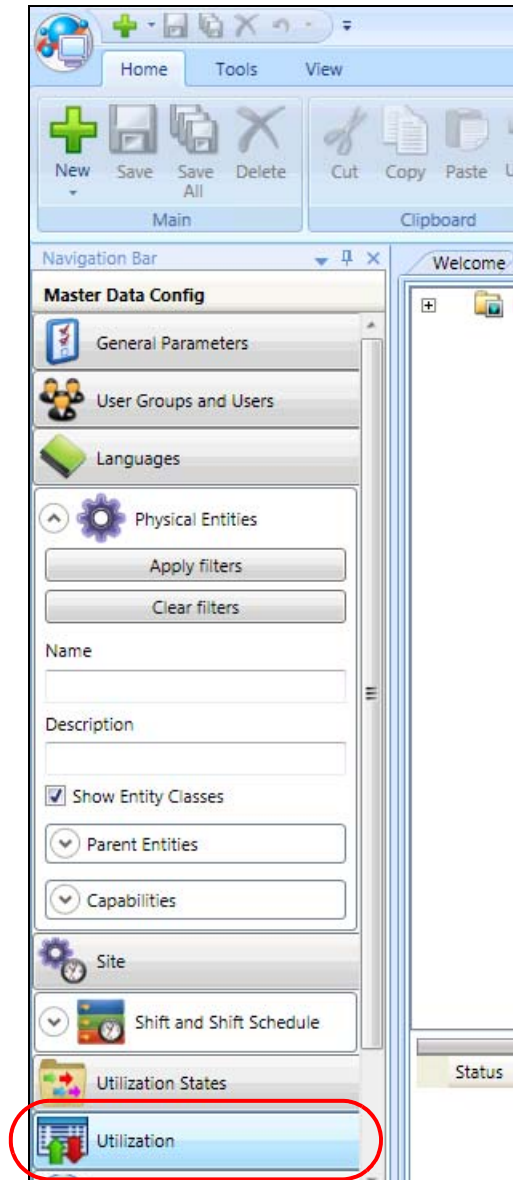 Home Tools View
New Save Save All Delete Cut Copy Paste
Main Clipboard
Navigation Bar
Welcome
Master Data Config
General Parameters
User Groups and Users
Languages
Physical Entities
Apply filters
Clear filters
Name
Description
Show Entity Classes
Parent Entities
Capabilities
Site
Shift and Shift Schedule
Utilization States
Status
Utilization